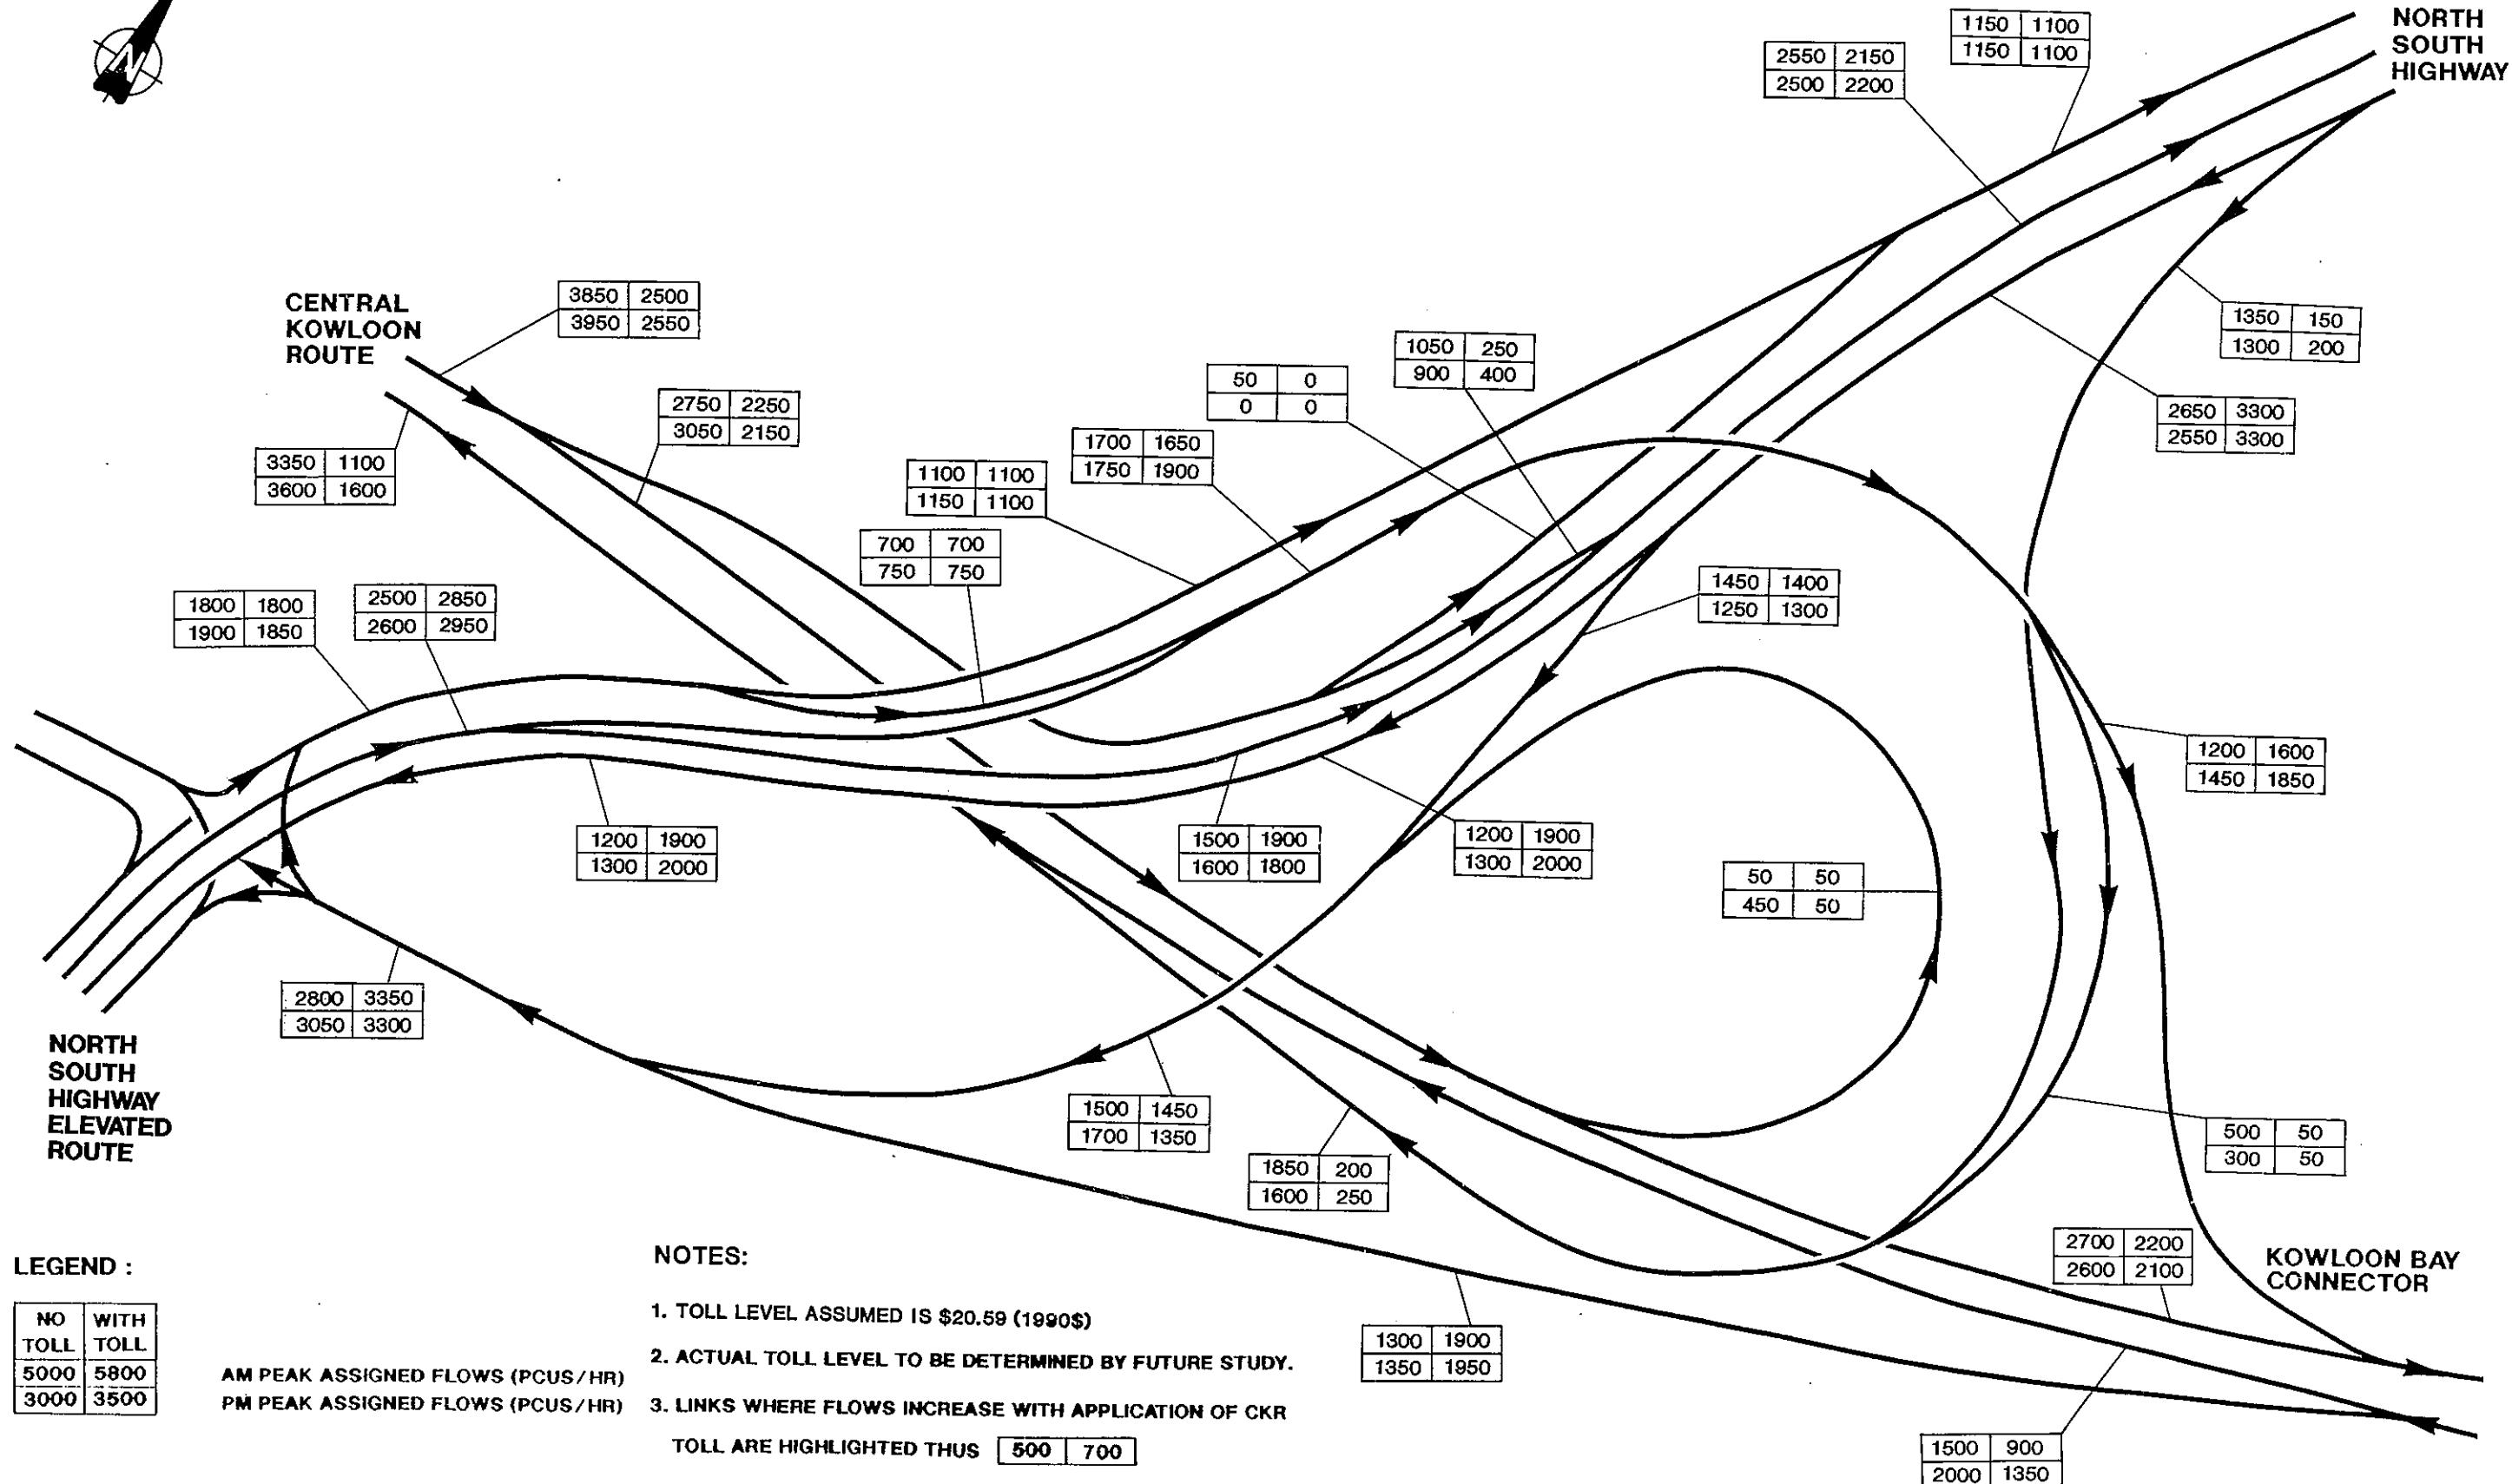 N
NORTH
SOUTH
HIGHWAY
1150 1100
1150 1100
2550 2150
2500 2200
CENTRAL
KOWLOON
ROUTE
3850 2500
3950 2550
2750 2250
3050 2150
3350 1100
3600 1600
1350 150
1300 200
1050 250
900 400
50 0
0 0
2650 3300
2550 3300
1700 1650
1750 1900
1100 1100
1150 1100
700 700
750 750
1450 1400
1250 1300
1800 1800
1900 1850
2500 2850
2600 2950
1200 1600
1450 1850
1200 1900
1300 2000
1500 1900
1600 1800
1200 1900
1300 2000
50 50
450 50
2800 3350
3050 3300
NORTH
SOUTH
HIGHWAY
ELEVATED
ROUTE
1500 1450
1700 1350
1850 200
1600 250
500 50
300 50
2700 2200
2600 2100
KOWLOON BAY
CONNECTOR
1300 1900
1350 1950
1500 900
2000 1350
LEGEND :
NO WITH
TOLL TOLL
5000 5800 AM PEAK ASSIGNED FLOWS (PCUS/HR)
3000 3500 PM PEAK ASSIGNED FLOWS (PCUS/HR)
NOTES:
1. TOLL LEVEL ASSUMED IS $20.59 (1990$)
2. ACTUAL TOLL LEVEL TO BE DETERMINED BY FUTURE STUDY.
3. LINKS WHERE FLOWS INCREASE WITH APPLICATION OF CKR
TOLL ARE HIGHLIGHTED THUS 500 700